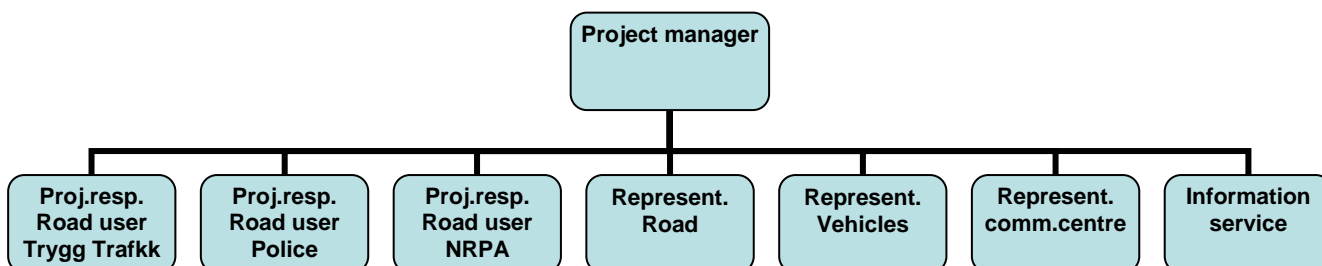 Project manager
Proj.resp.
Road user
Trygg Trafkk
Proj.resp.
Road user
Police
Proj.resp.
Road user
NRPA
Represent.
Road
Represent.
Vehicles
Represent.
comm.centre
Information
service